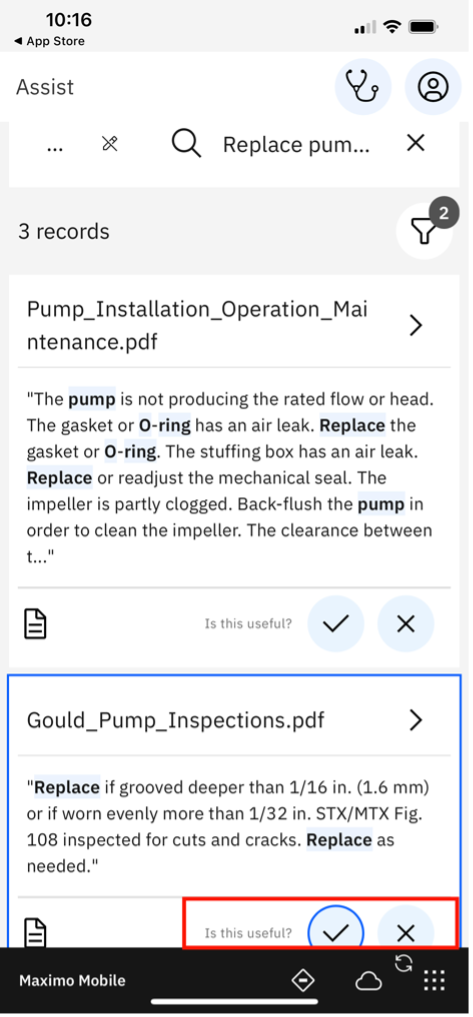 10:16
App Store
Assist
...
Replace pum...
2
3 records
Pump_Installation_Operation_Mai
ntenance.pdf
"The pump is not producing the rated flow or head.
The gasket or O-ring has an air leak. Replace the
gasket or O-ring. The stuffing box has an air leak.
Replace or readjust the mechanical seal. The
impeller is partly clogged. Back-flush the pump in
order to clean the impeller. The clearance between
t..."
Is this useful?
Gould_Pump_Inspections.pdf
"Replace if grooved deeper than 1/16 in. (1.6 mm)
or if worn evenly more than 1/32 in. STX/MTX Fig.
108 inspected for cuts and cracks. Replace as
needed."
Is this useful?
Maximo Mobile